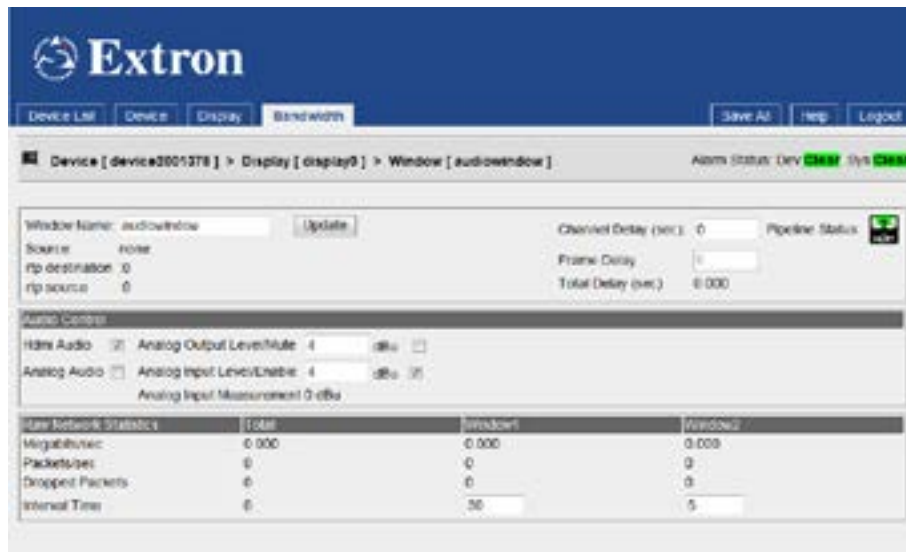 Extron
Device List Device Display Bandwidth Save All Help Logout
Device [ device2001378 ] > Display [ display0 ] > Window [ audiowindow ] Alarm Status: Dev Clear Sys Clear
Window Name: audiowindow Update Channel Delay (sec) 0 Pipeline Status
Source none Frame Delay
rtp destination :0 Total Delay (sec) 0.000
rtp source 0
Audio Control
Hdmi Audio Analog Output Level/Mute 4 dBu
Analog Audio Analog Input Level/Enable 4 dBu
Analog Input Measurement 0 dBu
Raw Network Statistics Total Window1 Window2
Megabits/sec 0.000 0.000 0.000
Packets/sec 0 0 0
Dropped Packets 0 0 0
Interval Time 0 30 5